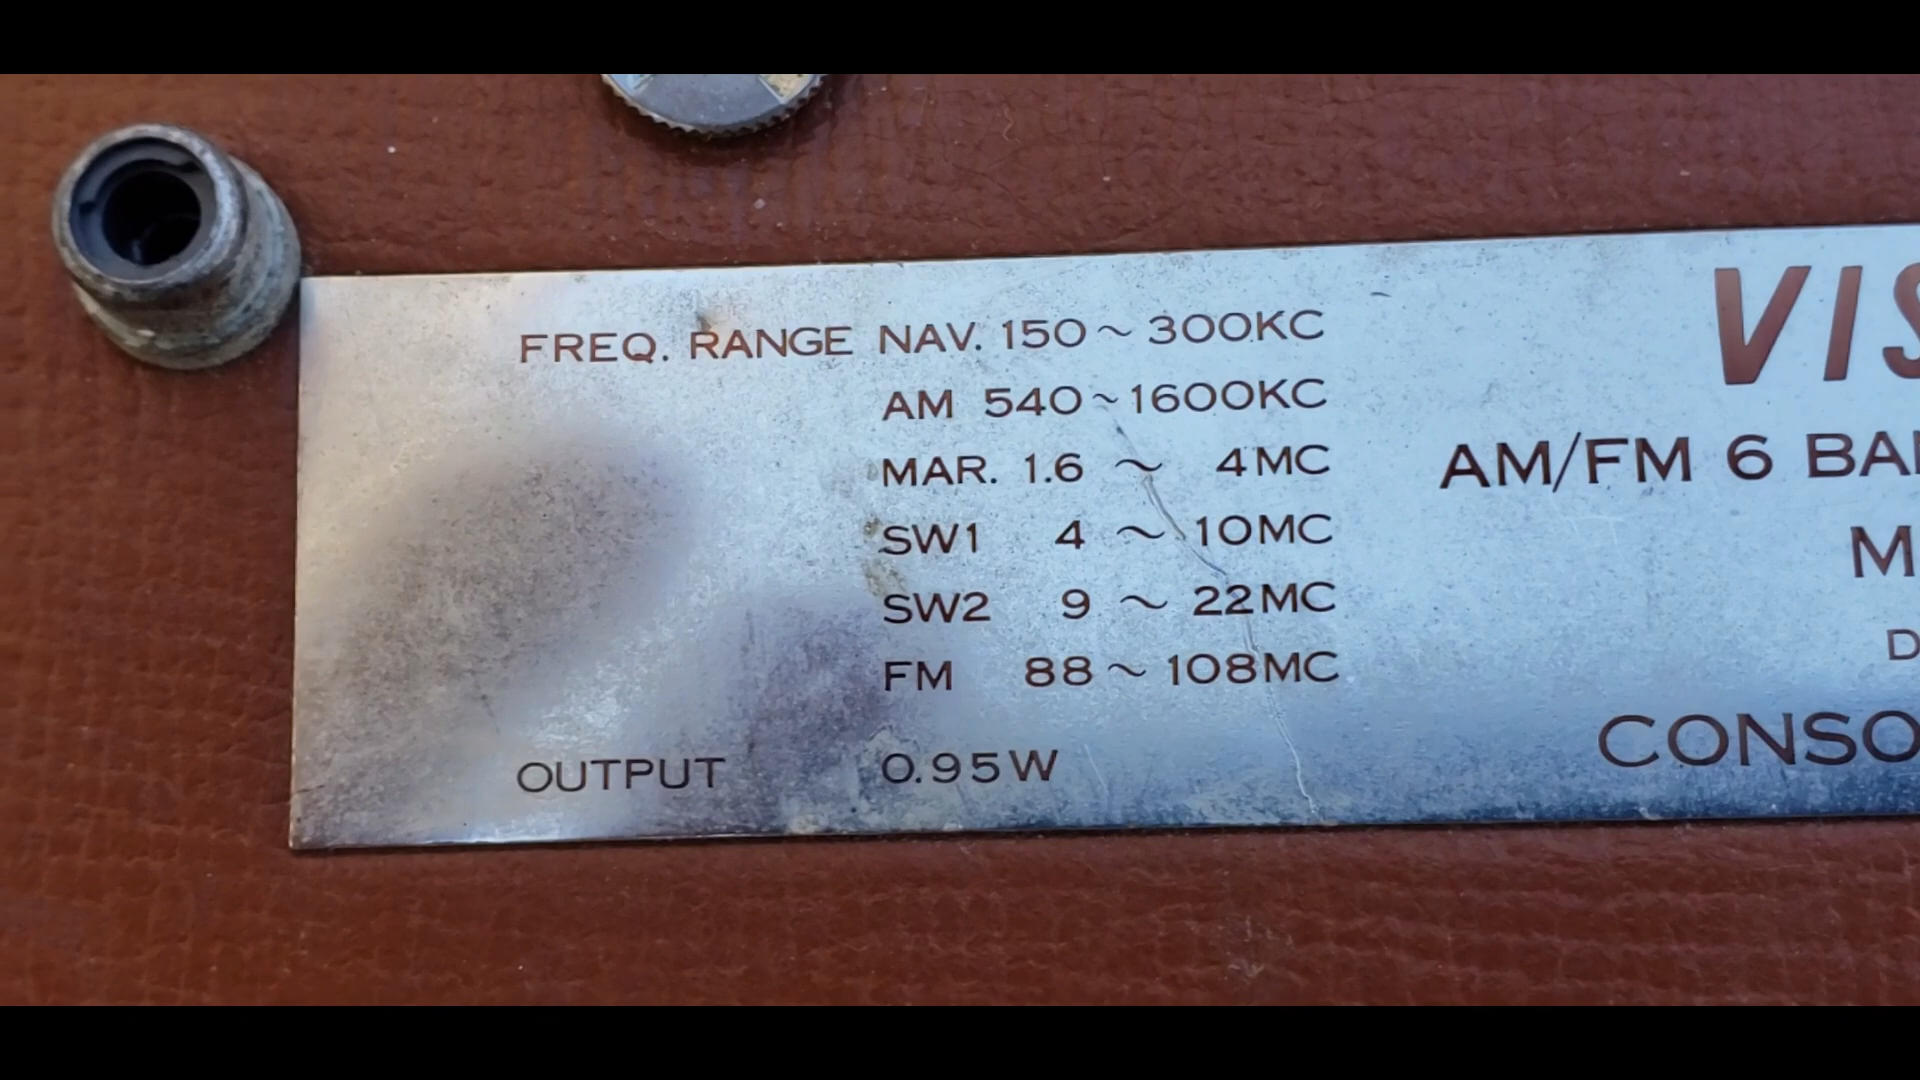 FREQ. RANGE NAV. 150~300KC
AM 540~1600KC
MAR. 1.6 ~ 4MC
SW1 4 ~ 10MC
SW2 9 ~ 22MC
FM 88~108MC
OUTPUT 0.95W
VIS
AM/FM 6 BA
M
D
CONSO